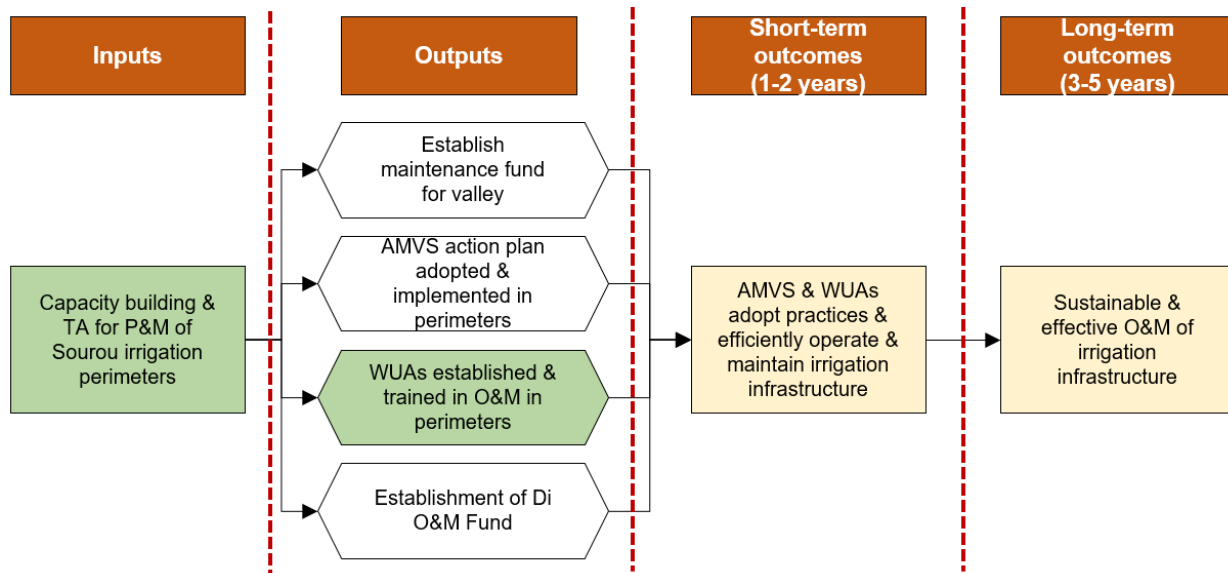 Inputs
Outputs
Short-term
outcomes
(1-2 years)
Long-term
outcomes
(3-5 years)
Capacity building &
TA for P&M of
Sourou irrigation
perimeters
Establish
maintenance fund
for valley
AMVS action plan
adopted &
implemented in
perimeters
WUAs established &
trained in O&M in
perimeters
Establishment of Di
O&M Fund
AMVS & WUAs
adopt practices &
efficiently operate &
maintain irrigation
infrastructure
Sustainable &
effective O&M of
irrigation
infrastructure